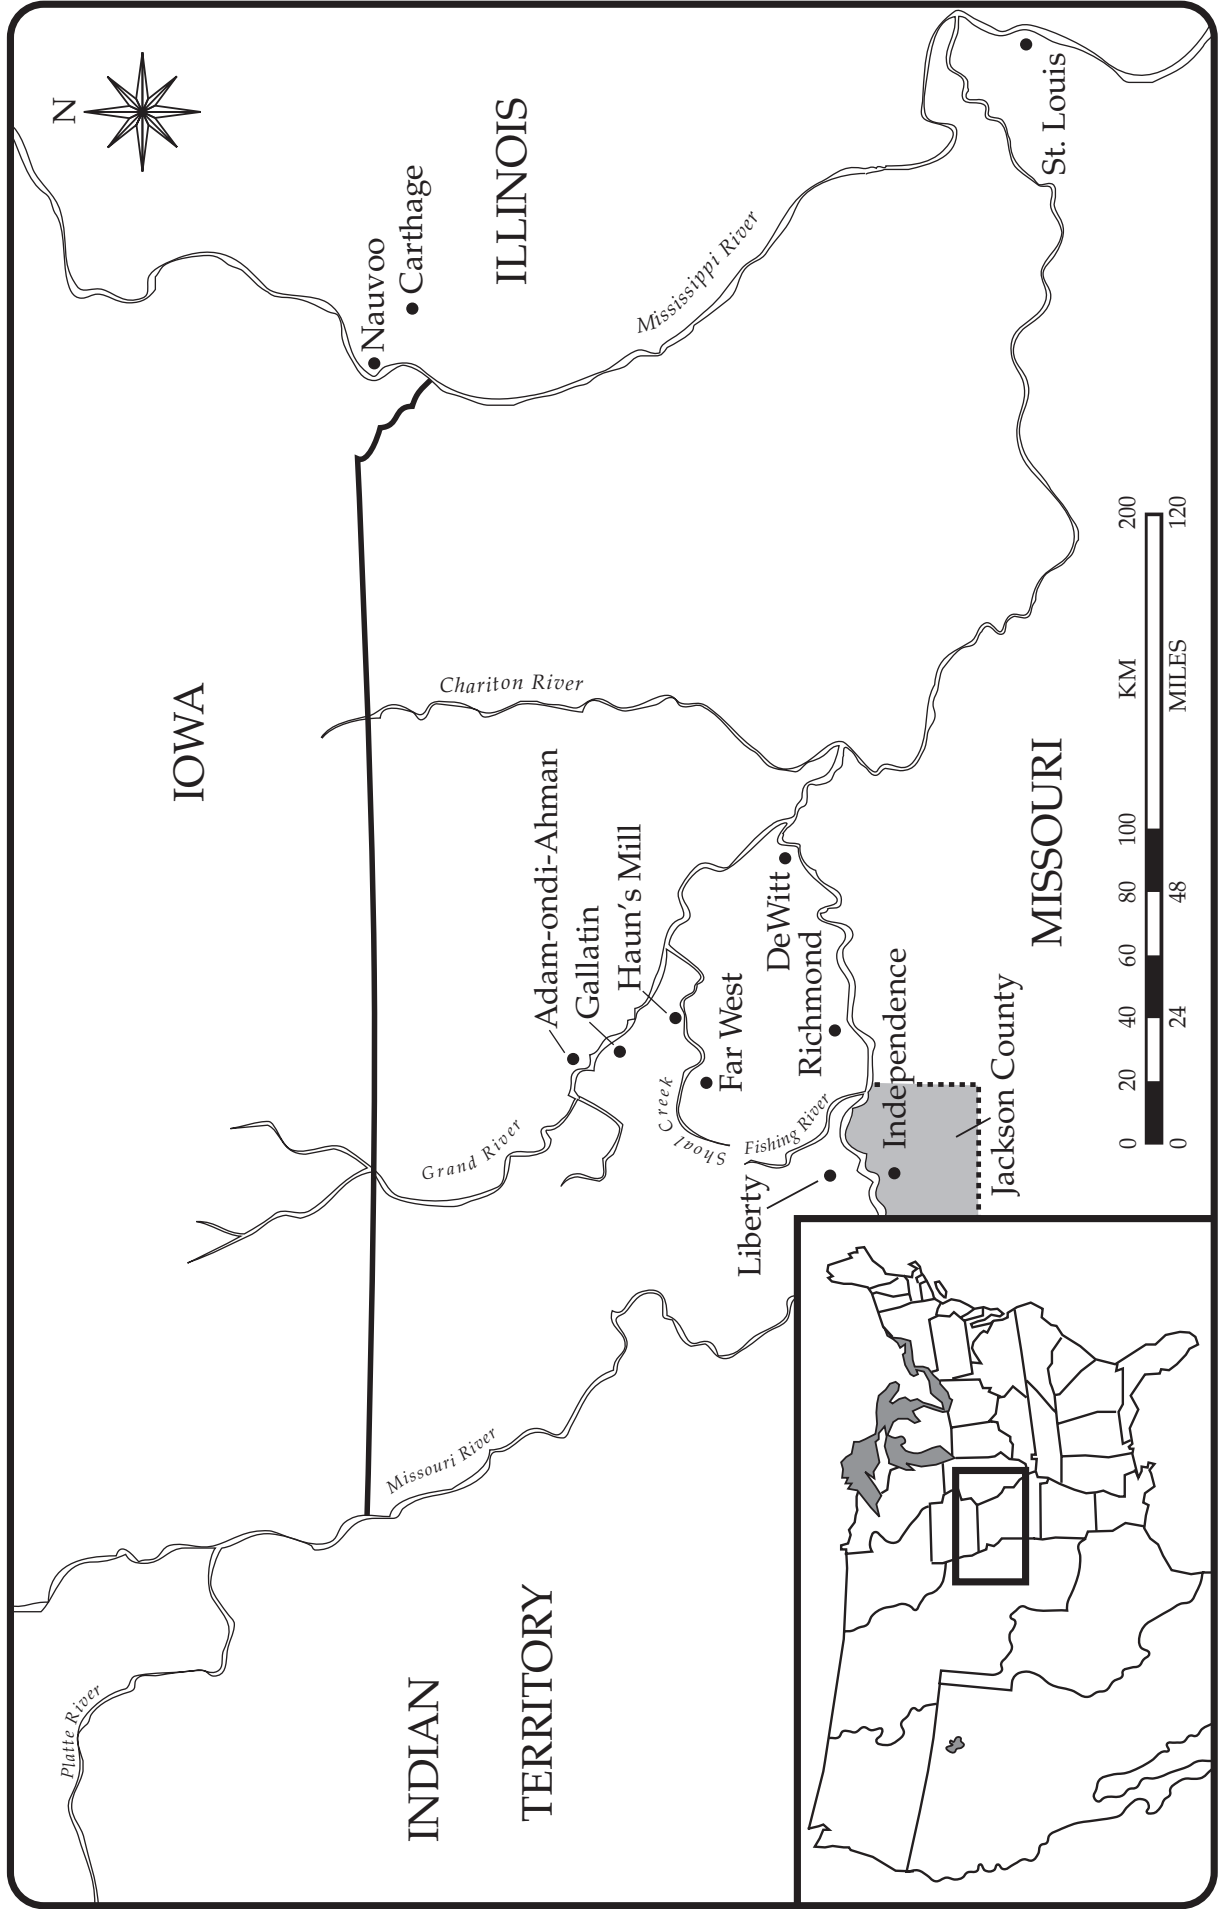 N
IOWA
ILLINOIS
Nauvoo
Carthage
Mississippi River
St. Louis
Chariton River
Adam-ondi-Ahman
Gallatin
Haun's Mill
Far West
DeWitt
Richmond
Independence
Jackson County
Liberty
Grand River
Shoal Creek
Fishing River
Missouri River
Platte River
INDIAN
TERRITORY
MISSOURI
0 20 40 60 80 100 KM 200
0 24 48 MILES 120